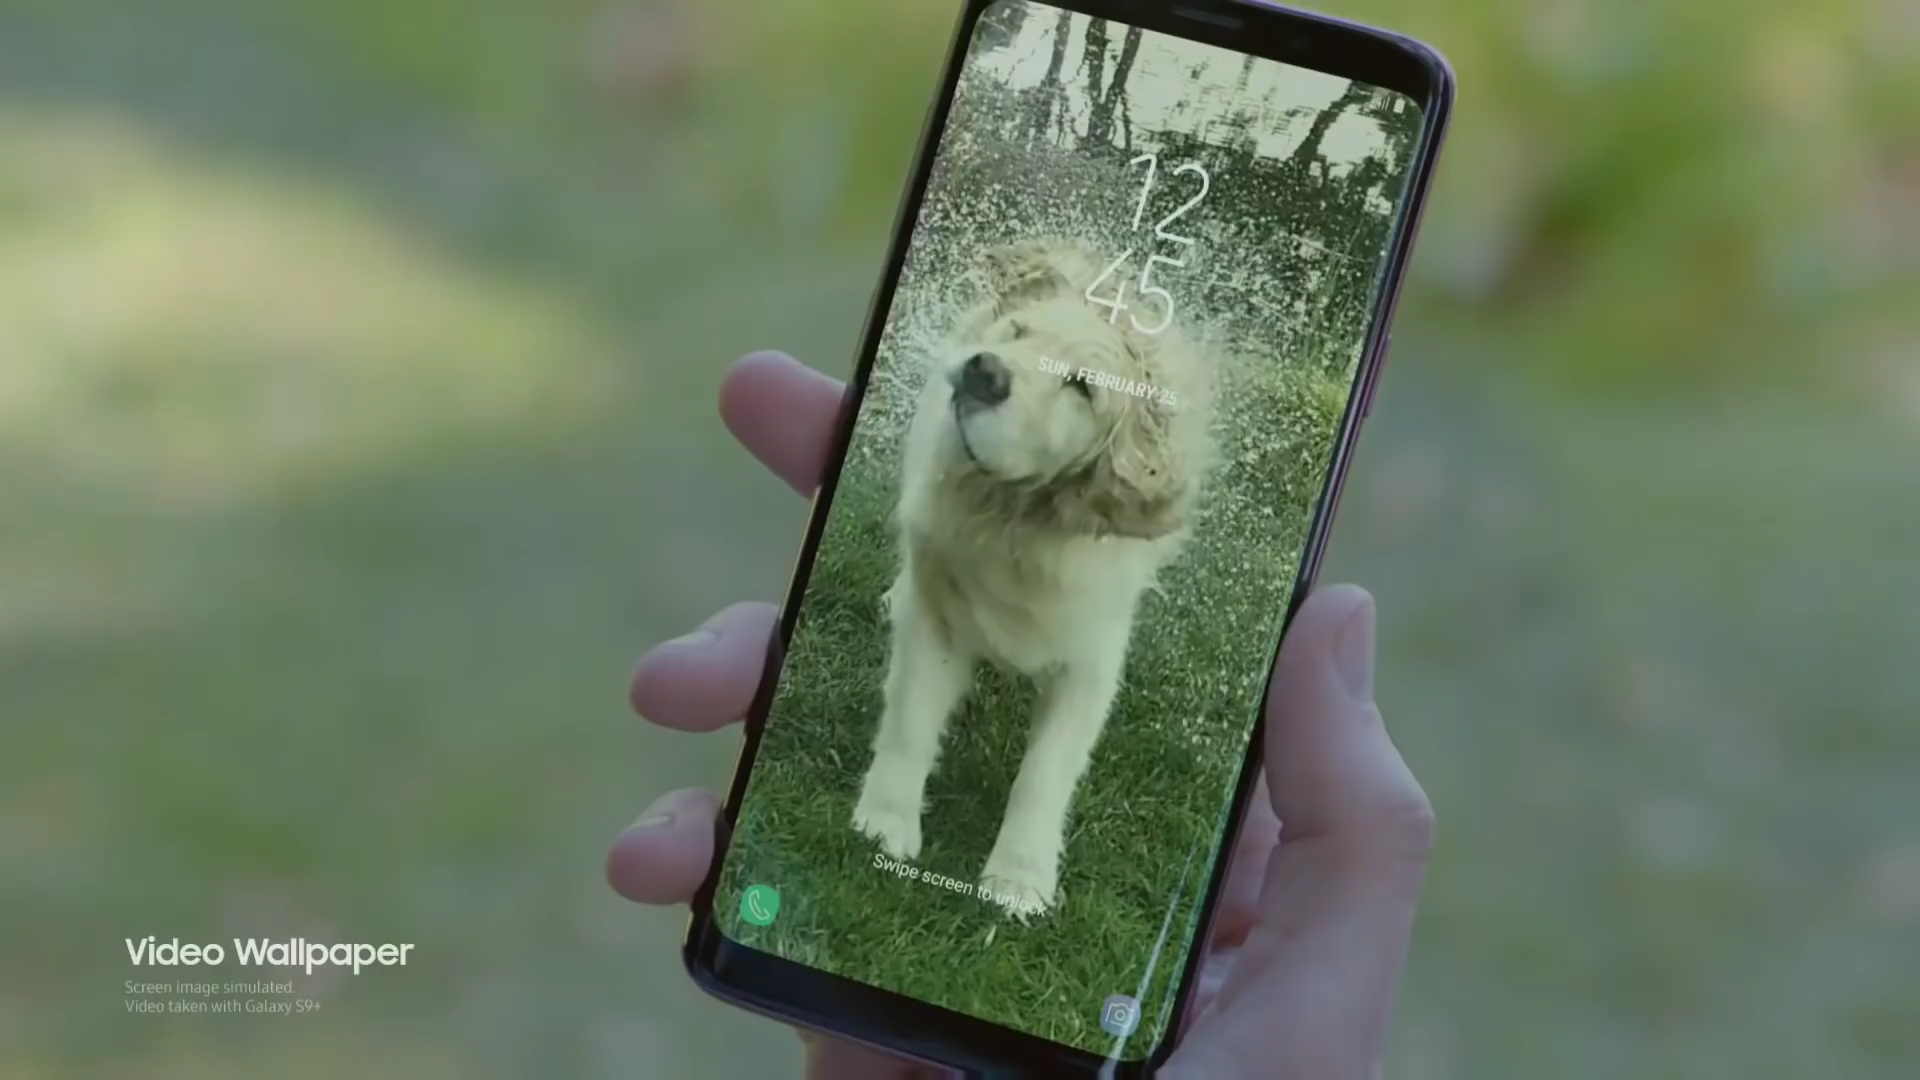 12
45
SUN, FEBRUARY 25
Swipe screen to unlock
Video Wallpaper
Screen image simulated.
Video taken with Galaxy S9+